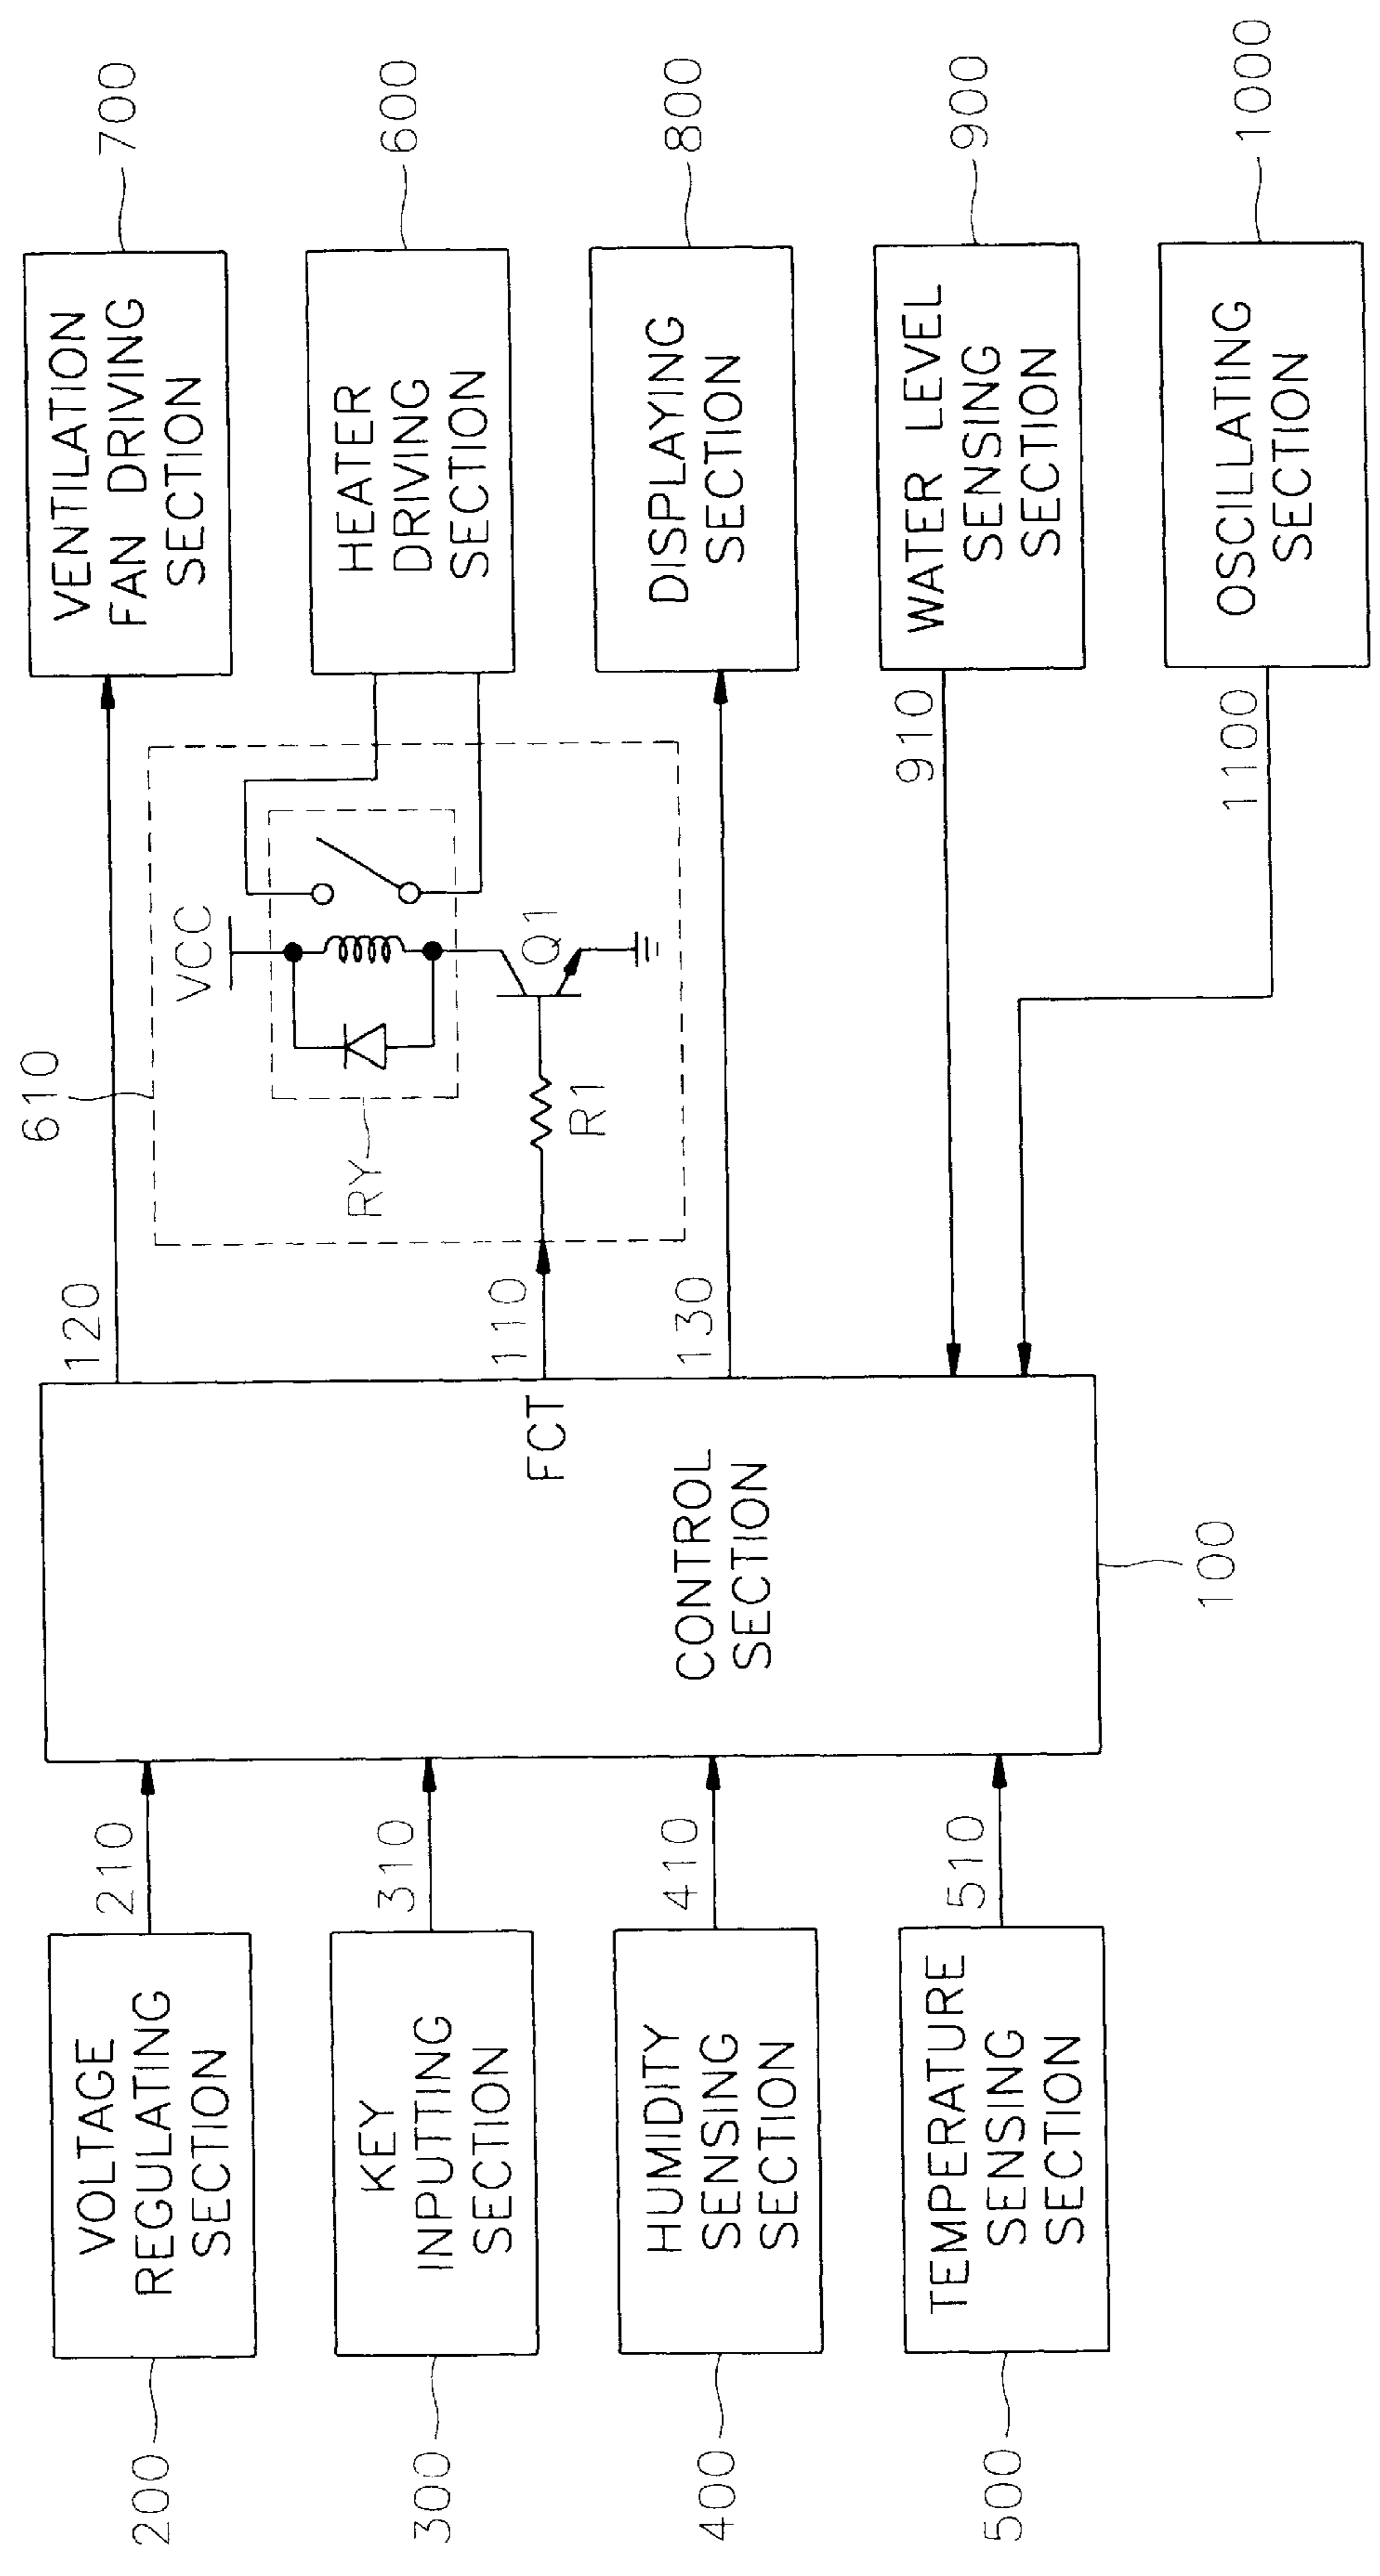 610
120
VENTILATION
FAN DRIVING
SECTION
700
VOLTAGE
REGULATING
SECTION
200
210
VCC
RY
HEATER
DRIVING
SECTION
600
KEY
INPUTTING
SECTION
300
310
FCT
110
R1
Q1
DISPLAYING
SECTION
800
130
HUMIDITY
SENSING
SECTION
400
410
CONTROL
SECTION
100
910
WATER LEVEL
SENSING
SECTION
900
TEMPERATURE
SENSING
SECTION
500
510
1100
OSCILLATING
SECTION
1000